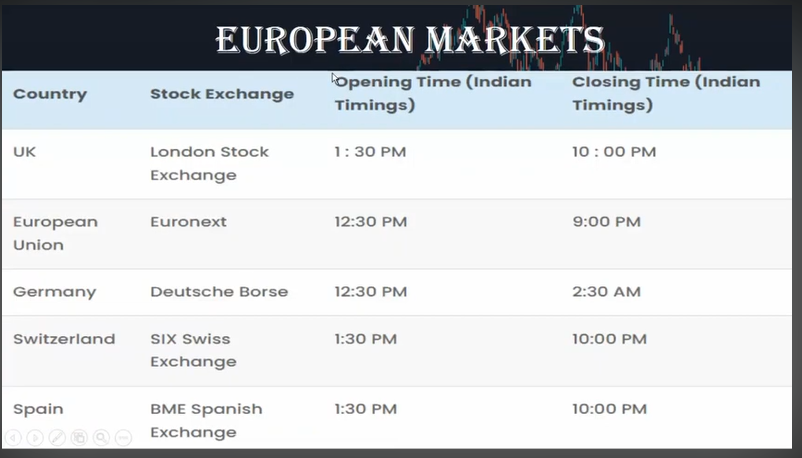 EUROPEAN MARKETS
Country Stock Exchange Opening Time (Indian Timings) Closing Time (Indian Timings)
UK London Stock Exchange 1 : 30 PM 10 : 00 PM
European Union Euronext 12:30 PM 9:00 PM
Germany Deutsche Borse 12:30 PM 2:30 AM
Switzerland SIX Swiss Exchange 1:30 PM 10:00 PM
Spain BME Spanish Exchange 1:30 PM 10:00 PM